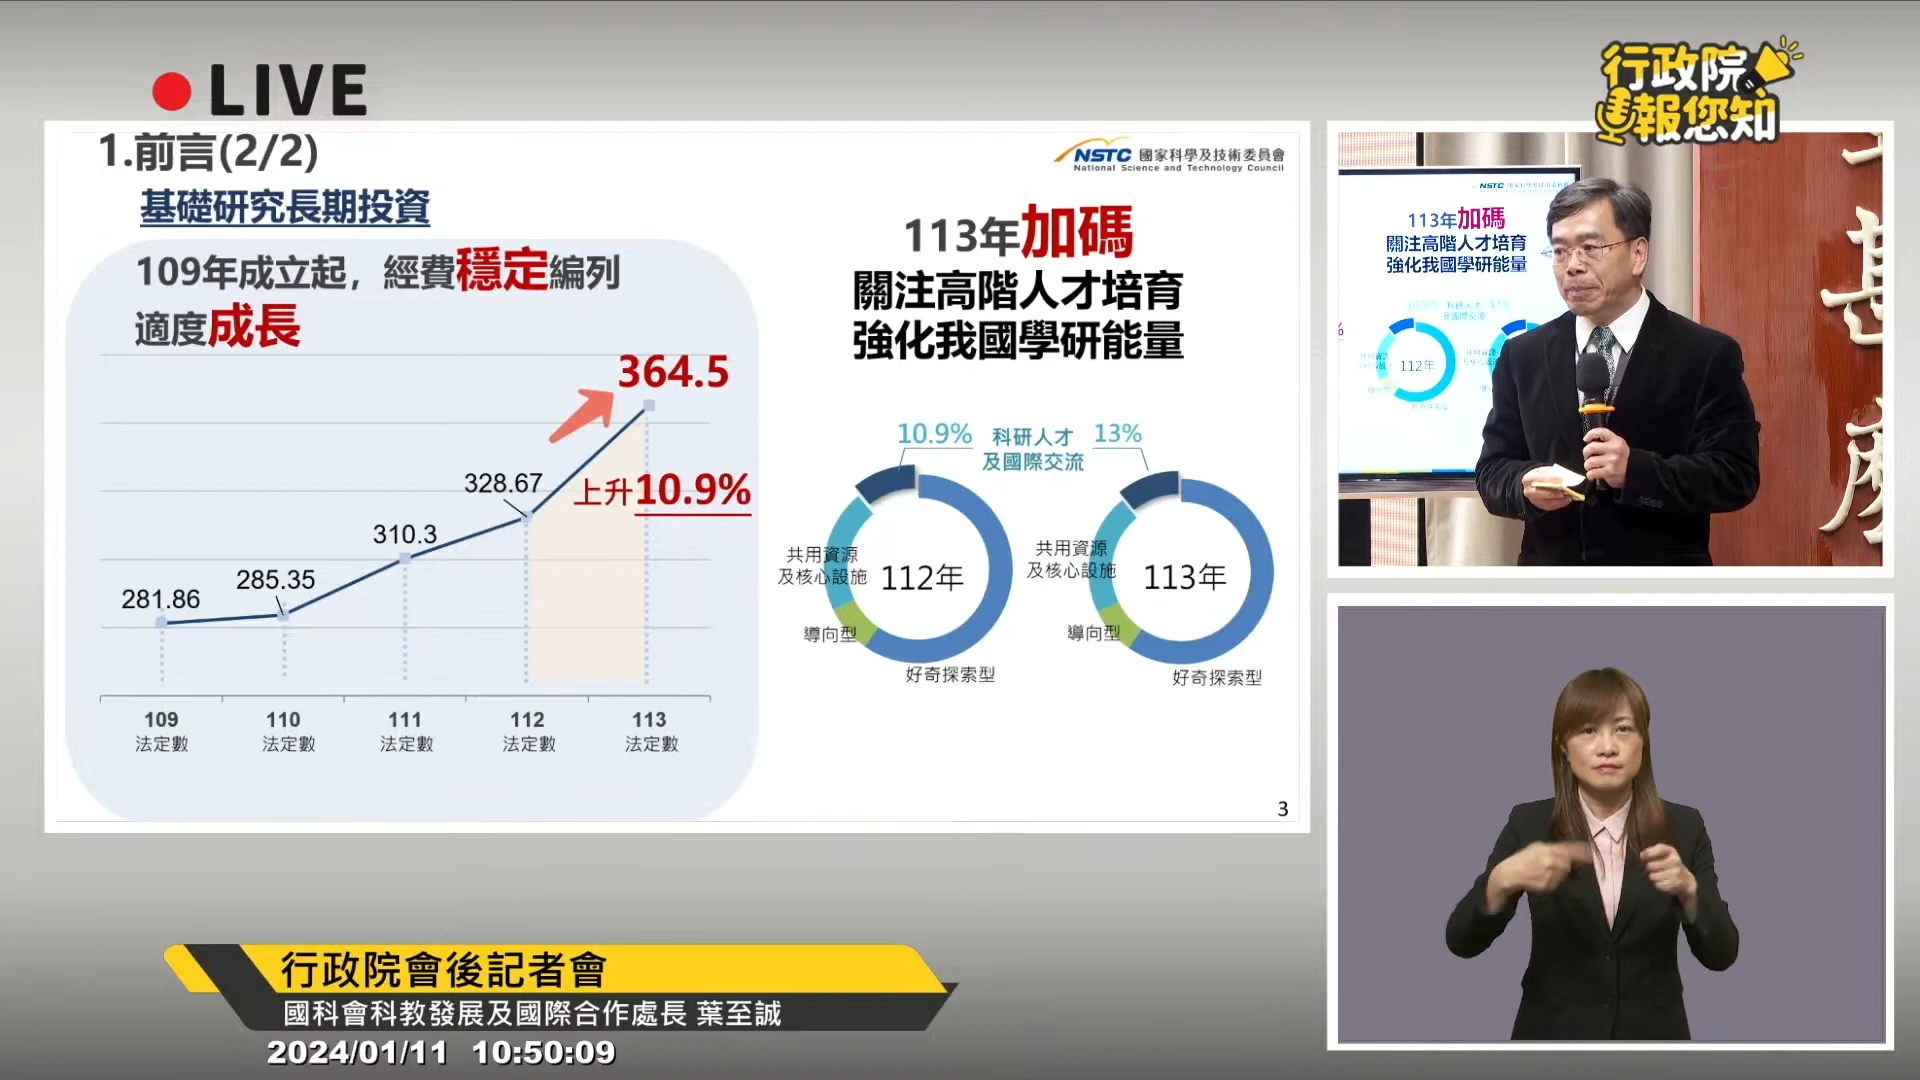 LIVE
行政院
報您知
1.前言(2/2)
NSTC 國家科學及技術委員會
National Science and Technology Council
基礎研究長期投資
109年成立起，經費穩定編列
適度成長
364.5
上升10.9%
328.67
310.3
285.35
281.86
109
110
111
112
113
法定數
法定數
法定數
法定數
法定數
113年加碼
關注高階人才培育
強化我國學研能量
10.9%
科研人才
及國際交流
13%
共用資源
及核心設施
導向型
112年
好奇探索型
共用資源
及核心設施
導向型
113年
好奇探索型
3
NSTC
113年加碼
關注高階人才培育
強化我國學研能量
112年
行政院會後記者會
國科會科教發展及國際合作處長 葉至誠
2024/01/11 10:50:09